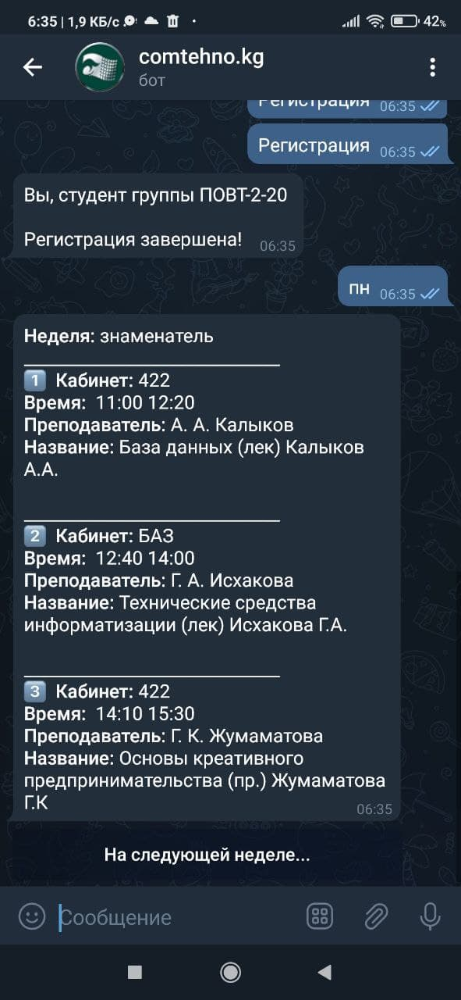 6:35 | 1,9 КБ/с
42%
comtehno.kg
бот
Регистрация 06:35
Регистрация 06:35
Вы, студент группы ПОВТ-2-20
Регистрация завершена! 06:35
пн 06:35
Неделя: знаменатель
1 Кабинет: 422
Время: 11:00 12:20
Преподаватель: А. А. Калыков
Название: База данных (лек) Калыков
А.А.
2 Кабинет: БАЗ
Время: 12:40 14:00
Преподаватель: Г. А. Исхакова
Название: Технические средства
информатизации (лек) Исхакова Г.А.
3 Кабинет: 422
Время: 14:10 15:30
Преподаватель: Г. К. Жумаматова
Название: Основы креативного
предпринимательства (пр.) Жумаматова
Г.К 06:35
На следующей неделе...
Сообщение